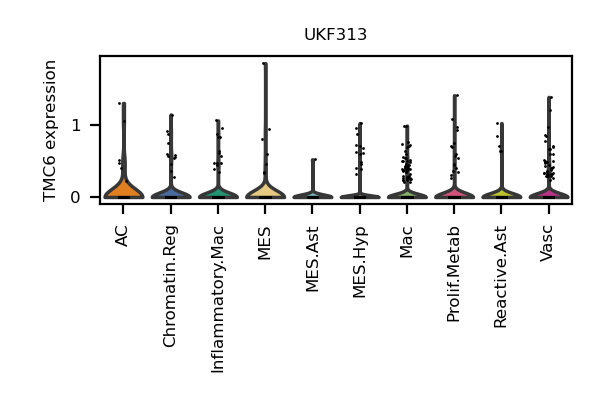 UKF313
TMC6 expression
1
0
AC
Chromatin.Reg
Inflammatory.Mac
MES
MES.Ast
MES.Hyp
Mac
Prolif.Metab
Reactive.Ast
Vasc